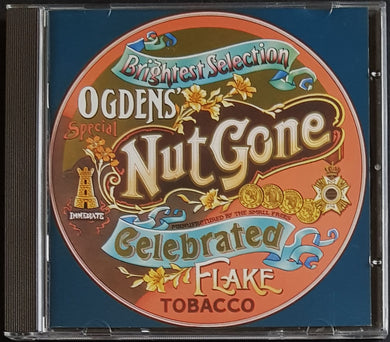 Brightest Selection
OGDENS'
Special
Nut Gone
IMMEDIATE
MANUFACTURED BY THE SMALL FACES
Celebrated
FLAKE
TOBACCO